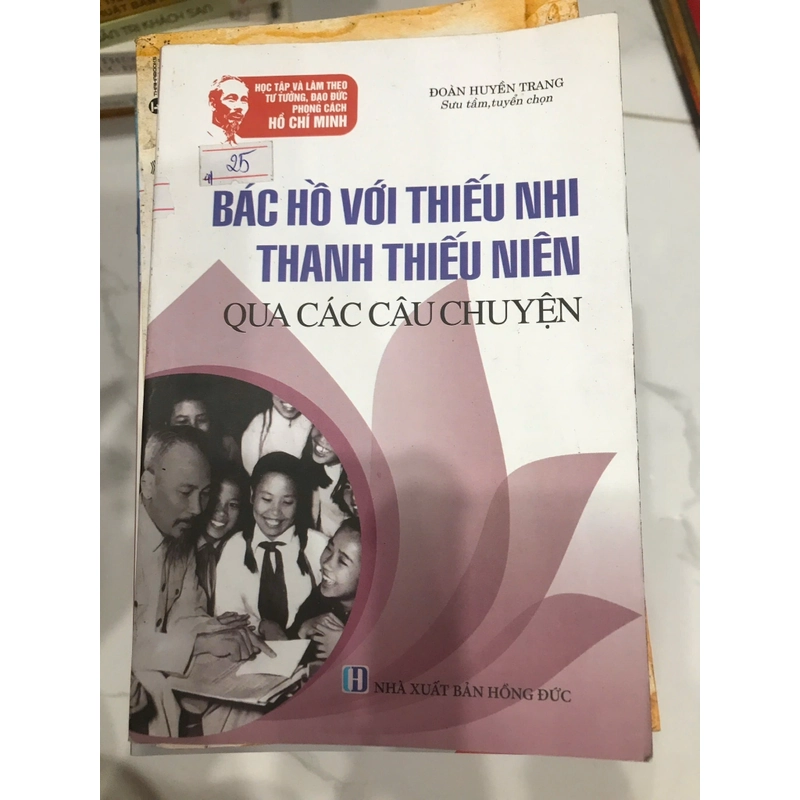 HỌC TẬP VÀ LÀM THEO
TƯ TƯỞNG, ĐẠO ĐỨC
PHONG CÁCH
HỒ CHÍ MINH
ĐOÀN HUYỀN TRANG
Sưu tầm, tuyển chọn
25
BÁC HỒ VỚI THIẾU NHI
THANH THIẾU NIÊN
QUA CÁC CÂU CHUYỆN
NHÀ XUẤT BẢN HỒNG ĐỨC